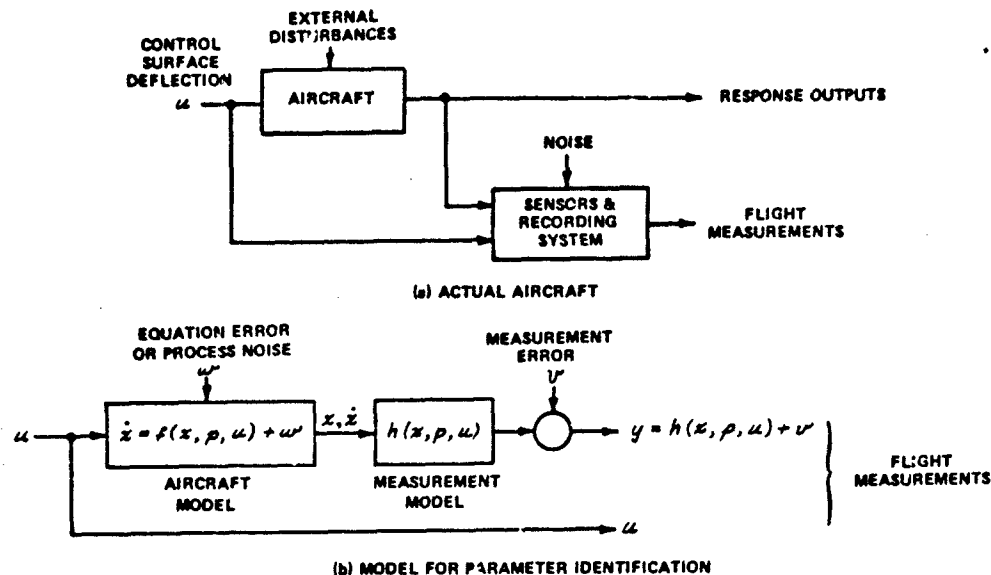 EXTERNAL
DISTURBANCES
CONTROL
SURFACE
DEFLECTION
u
AIRCRAFT
RESPONSE OUTPUTS
NOISE
SENSORS &
RECORDING
SYSTEM
FLIGHT
MEASUREMENTS
(a) ACTUAL AIRCRAFT
EQUATION ERROR
OR PROCESS NOISE
w
MEASUREMENT
ERROR
v
u
ẋ = f(x, p, u) + w
x, ẋ
h(x, p, u)
y = h(x, p, u) + v
AIRCRAFT
MODEL
MEASUREMENT
MODEL
FLIGHT
MEASUREMENTS
u
(b) MODEL FOR PARAMETER IDENTIFICATION